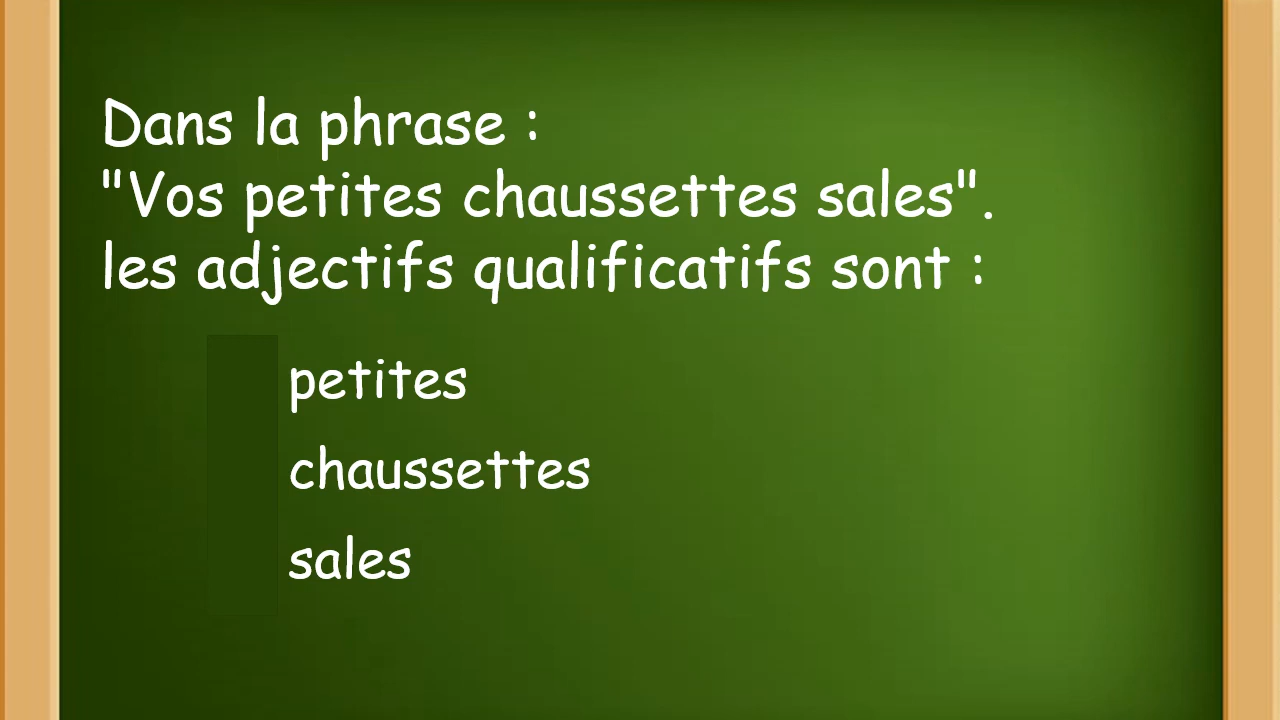 Dans la phrase :
"Vos petites chaussettes sales".
les adjectifs qualificatifs sont :
petites
chaussettes
sales